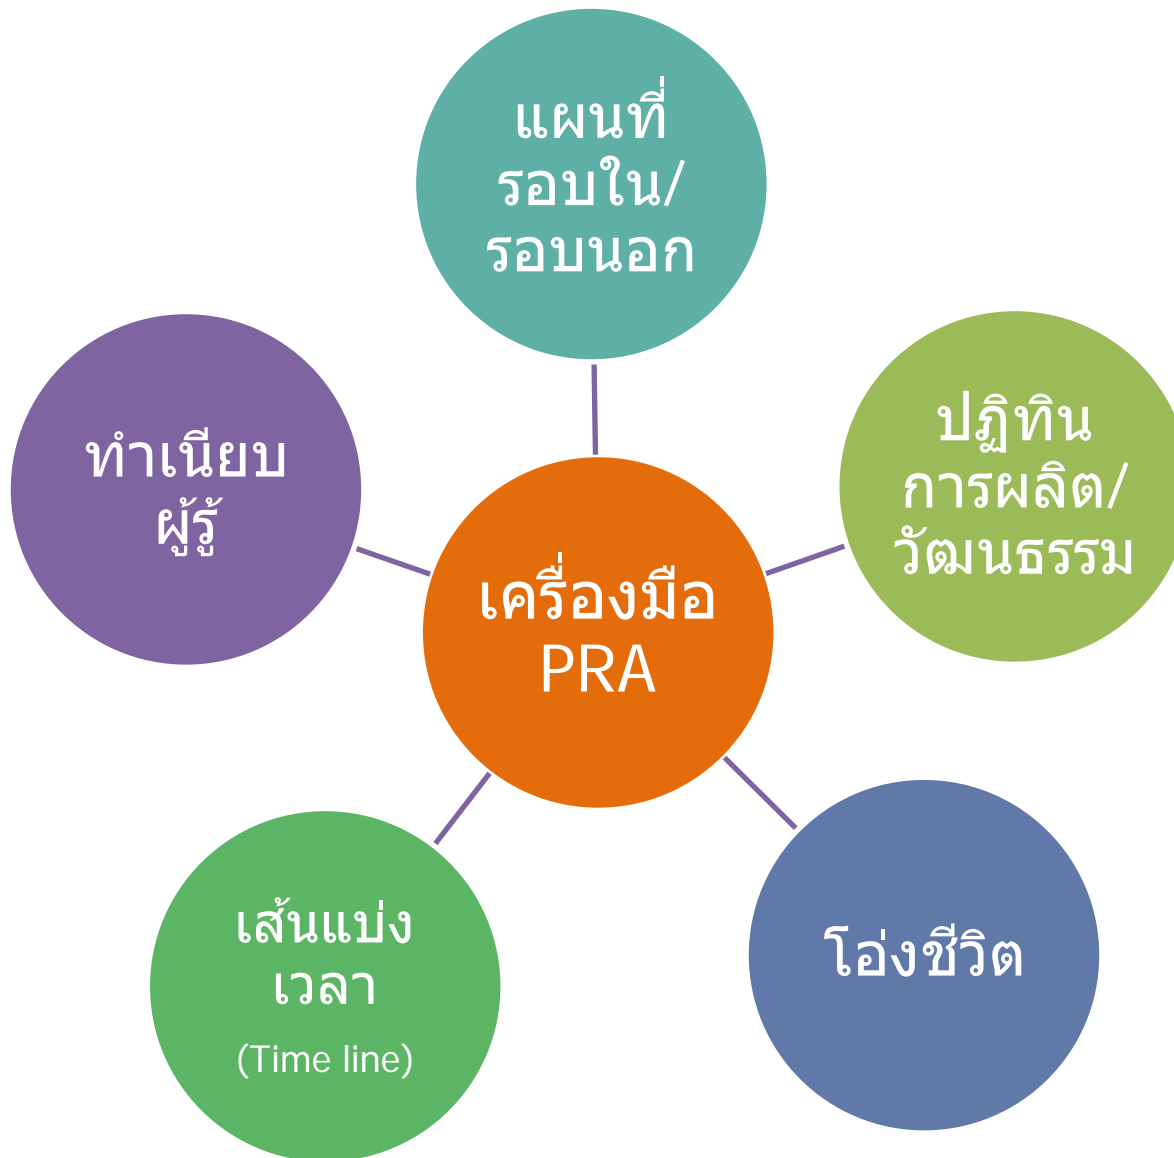 แผนที่
รอบใน/
รอบนอก
ปฏิทิน
การผลิต/
วัฒนธรรม
ทำเนียบ
ผู้รู้
เครื่องมือ
PRA
โอ่งชีวิต
เส้นแบ่ง
เวลา
(Time line)